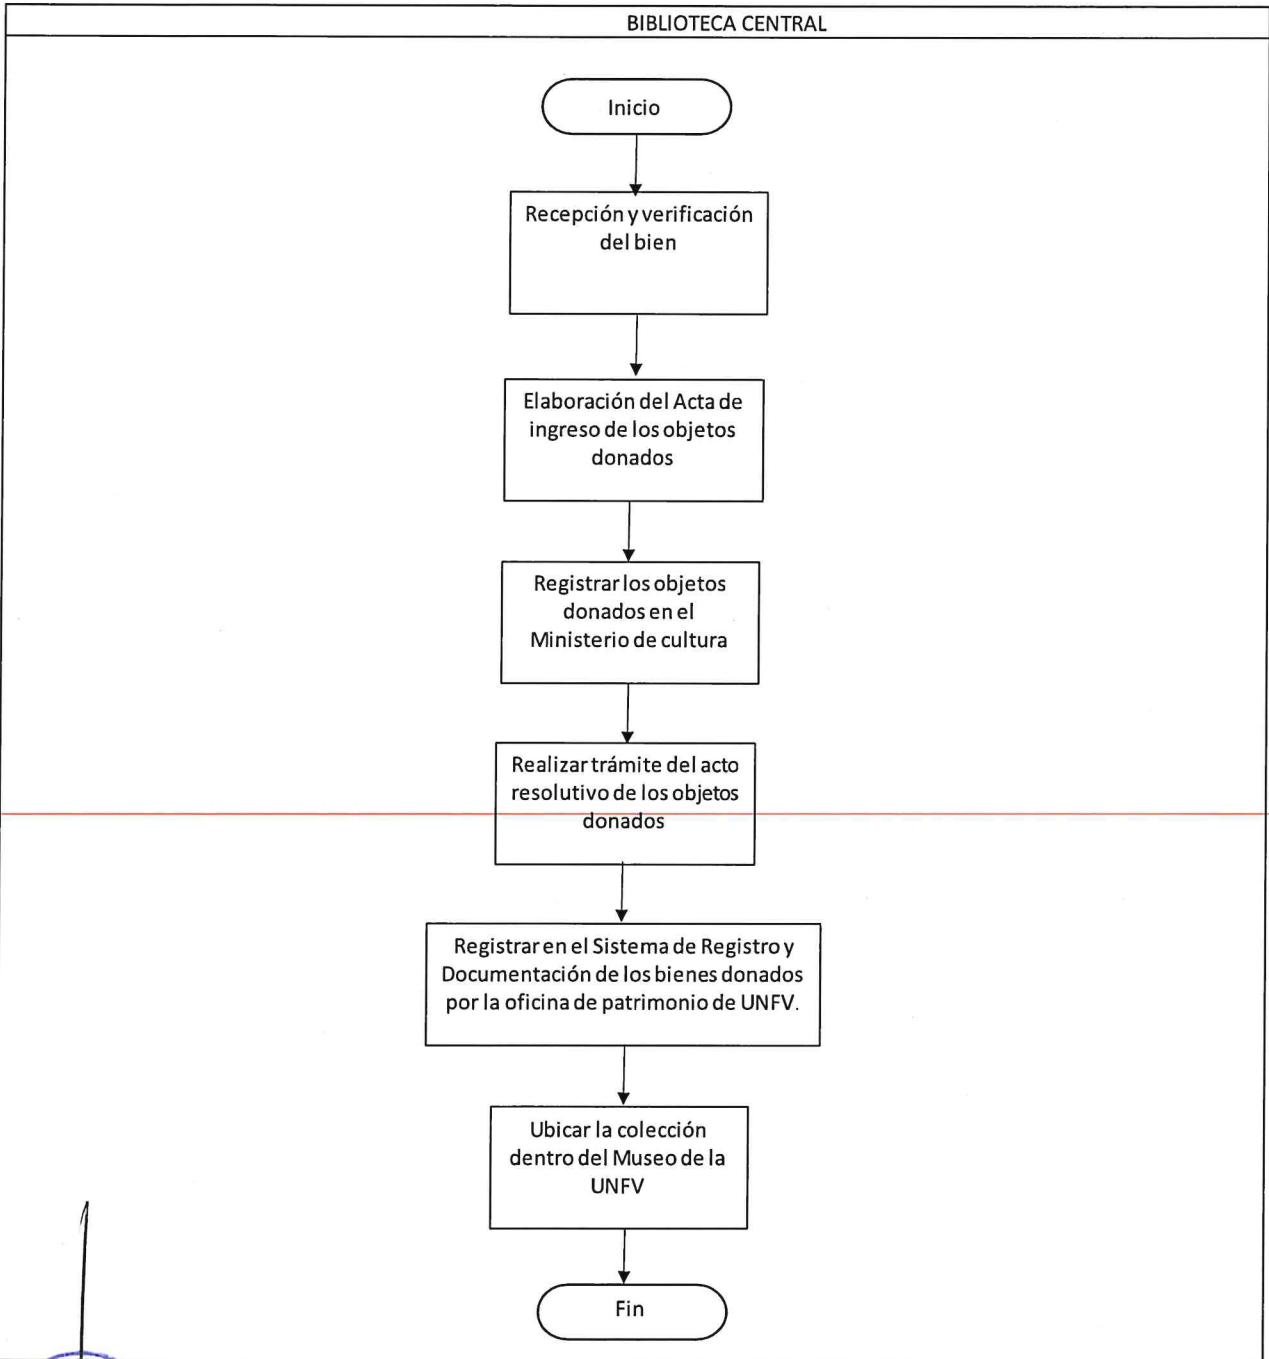 BIBLIOTECA CENTRAL
Inicio
Recepción y verificación
del bien
Elaboración del Acta de
ingreso de los objetos
donados
Registrar los objetos
donados en el
Ministerio de cultura
Realizar trámite del acto
resolutivo de los objetos
donados
Registrar en el Sistema de Registro y
Documentación de los bienes donados
por la oficina de patrimonio de UNFV.
Ubicar la colección
dentro del Museo de la
UNFV
Fin